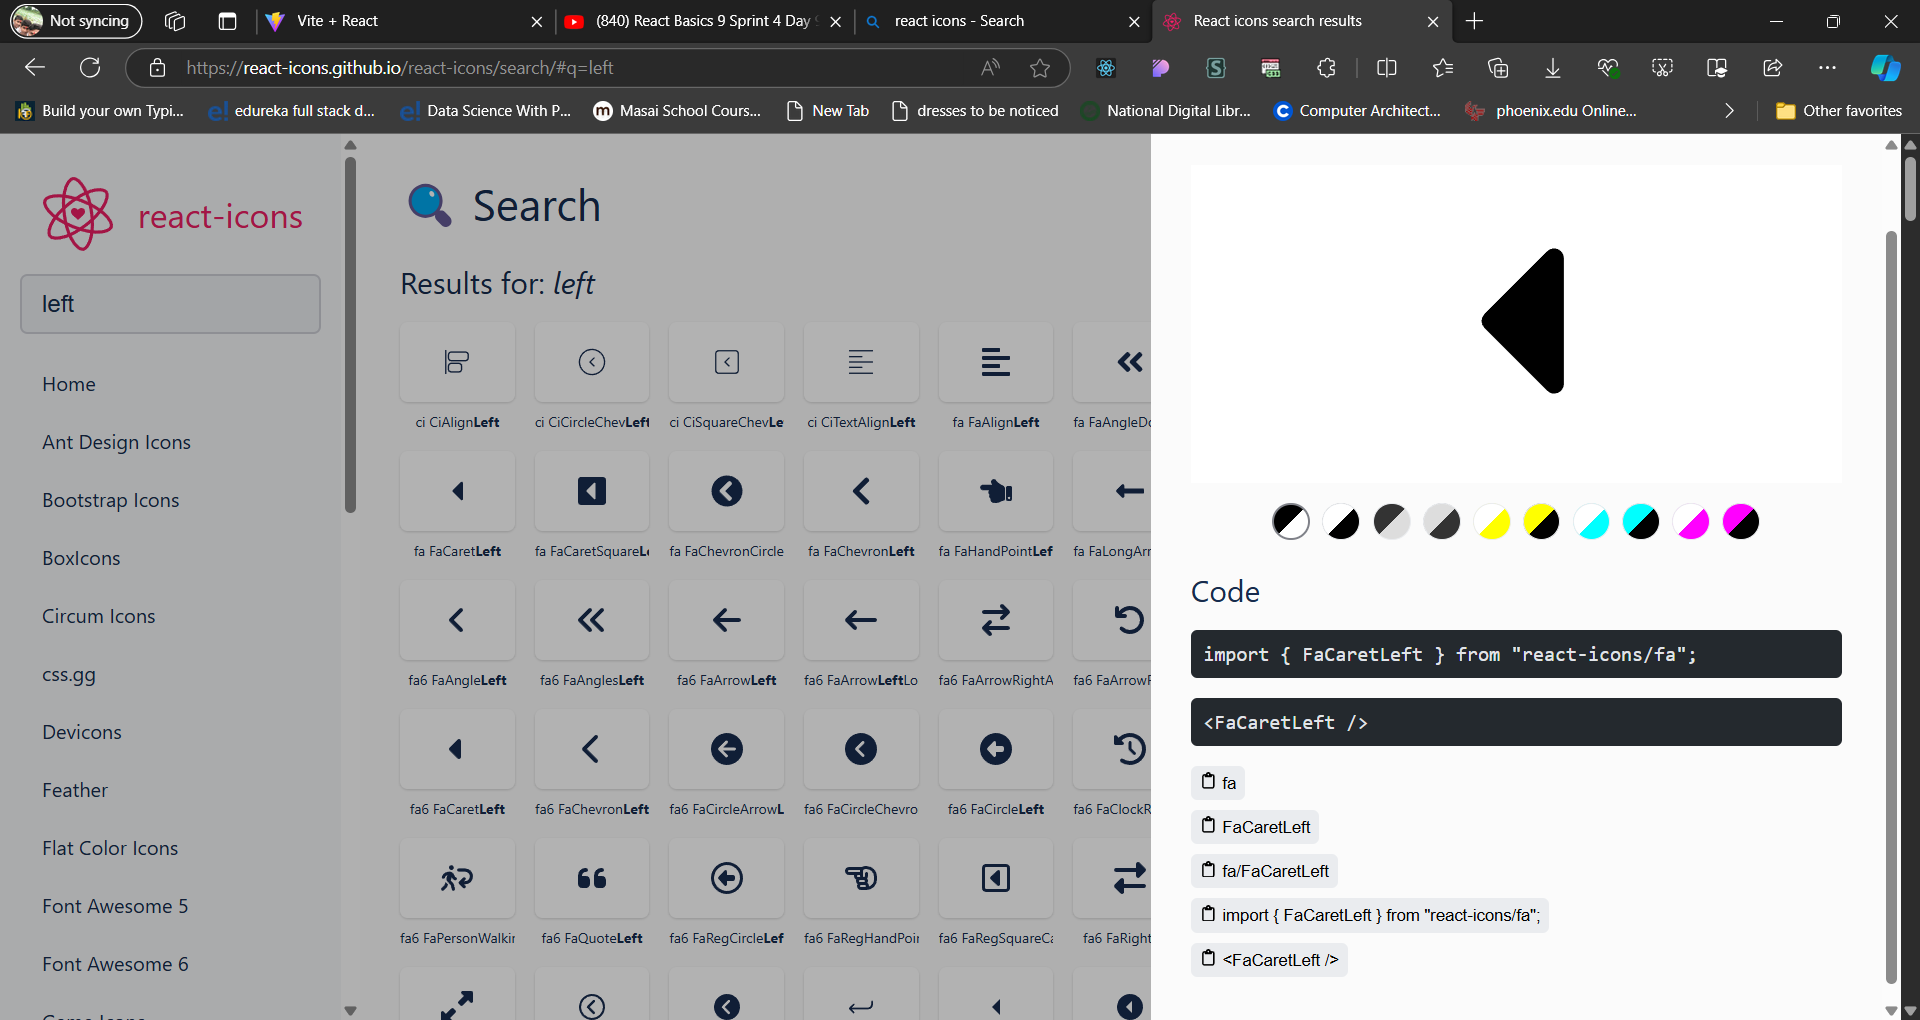 Not syncing
Vite + React
(840) React Basics 9 Sprint 4 Day
react icons - Search
React icons search results
https://react-icons.github.io/react-icons/search/#q=left
Build your own Typi...
edureka full stack d...
Data Science With P...
Masai School Cours...
New Tab
dresses to be noticed
National Digital Libr...
Computer Architect...
phoenix.edu Online...
Other favorites
react-icons
left
Home
Ant Design Icons
Bootstrap Icons
BoxIcons
Circum Icons
css.gg
Devicons
Feather
Flat Color Icons
Font Awesome 5
Font Awesome 6
Search
Results for: left
ci CiAlignLeft
ci CiCircleChevLeft
ci CiSquareChevLe
ci CiTextAlignLeft
fa FaAlignLeft
fa FaAngleDo
fa FaCaretLeft
fa FaCaretSquareL
fa FaChevronCircle
fa FaChevronLeft
fa FaHandPointLef
fa FaLongArr
fa6 FaAngleLeft
fa6 FaAnglesLeft
fa6 FaArrowLeft
fa6 FaArrowLeftLo
fa6 FaArrowRightA
fa6 FaArrowR
fa6 FaCaretLeft
fa6 FaChevronLeft
fa6 FaCircleArrowL
fa6 FaCircleChevro
fa6 FaCircleLeft
fa6 FaClockR
fa6 FaPersonWalkin
fa6 FaQuoteLeft
fa6 FaRegCircleLef
fa6 FaRegHandPoin
fa6 FaRegSquareCa
fa6 FaRight
Code
import { FaCaretLeft } from "react-icons/fa";
<FaCaretLeft />
fa
FaCaretLeft
fa/FaCaretLeft
import { FaCaretLeft } from "react-icons/fa";
<FaCaretLeft />